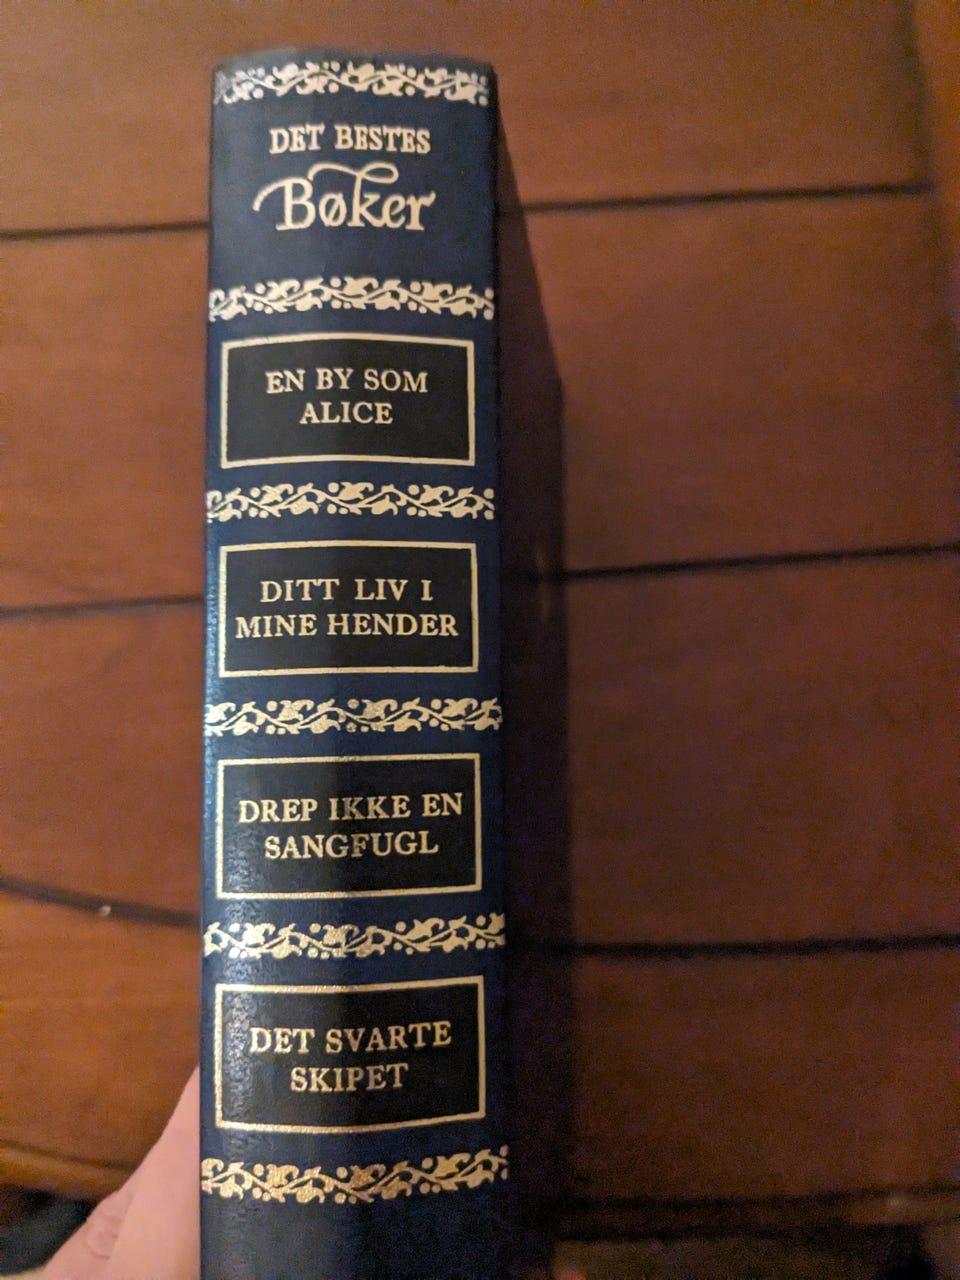 DET BESTES
Bøker
EN BY SOM
ALICE
DITT LIV I
MINE HENDER
DREP IKKE EN
SANGFUGL
DET SVARTE
SKIPET